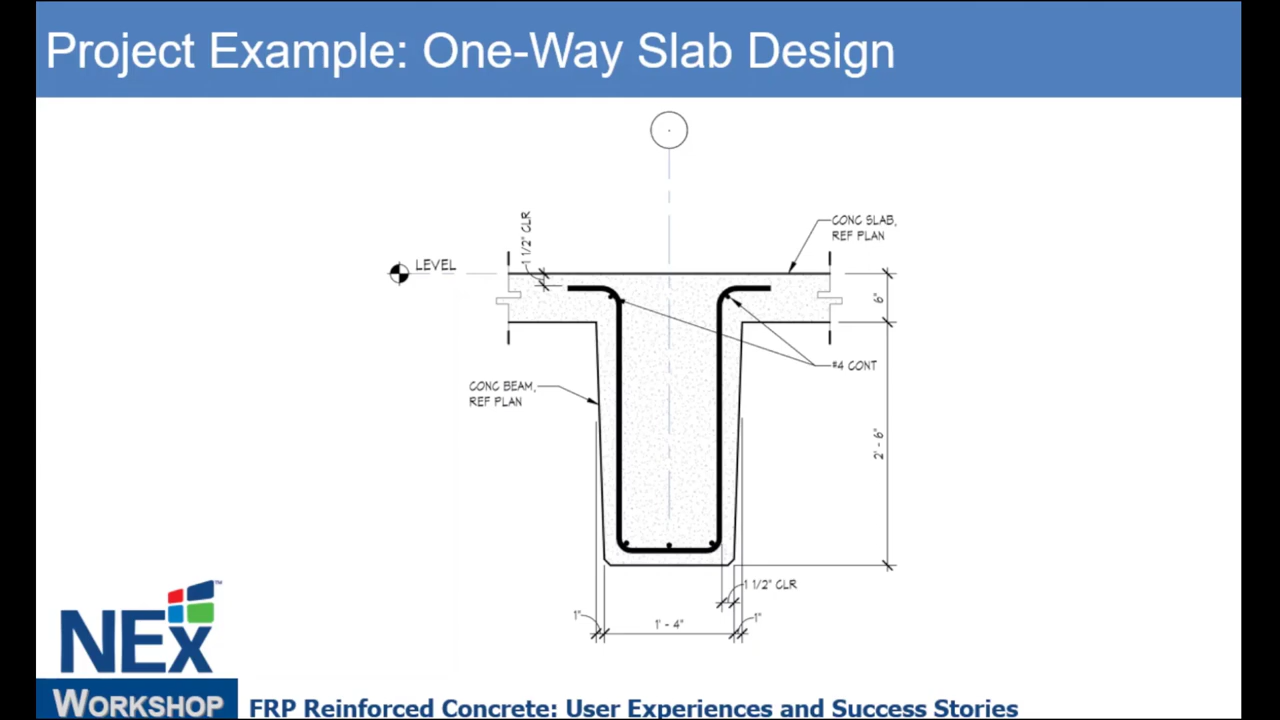 Project Example: One-Way Slab Design
1 1/2" CLR
CONC SLAB,
REF PLAN
LEVEL
6"
#4 CONT
CONC BEAM,
REF PLAN
2' - 6"
1 1/2" CLR
1"
1' - 4"
1"
NEx™
WORKSHOP
FRP Reinforced Concrete: User Experiences and Success Stories